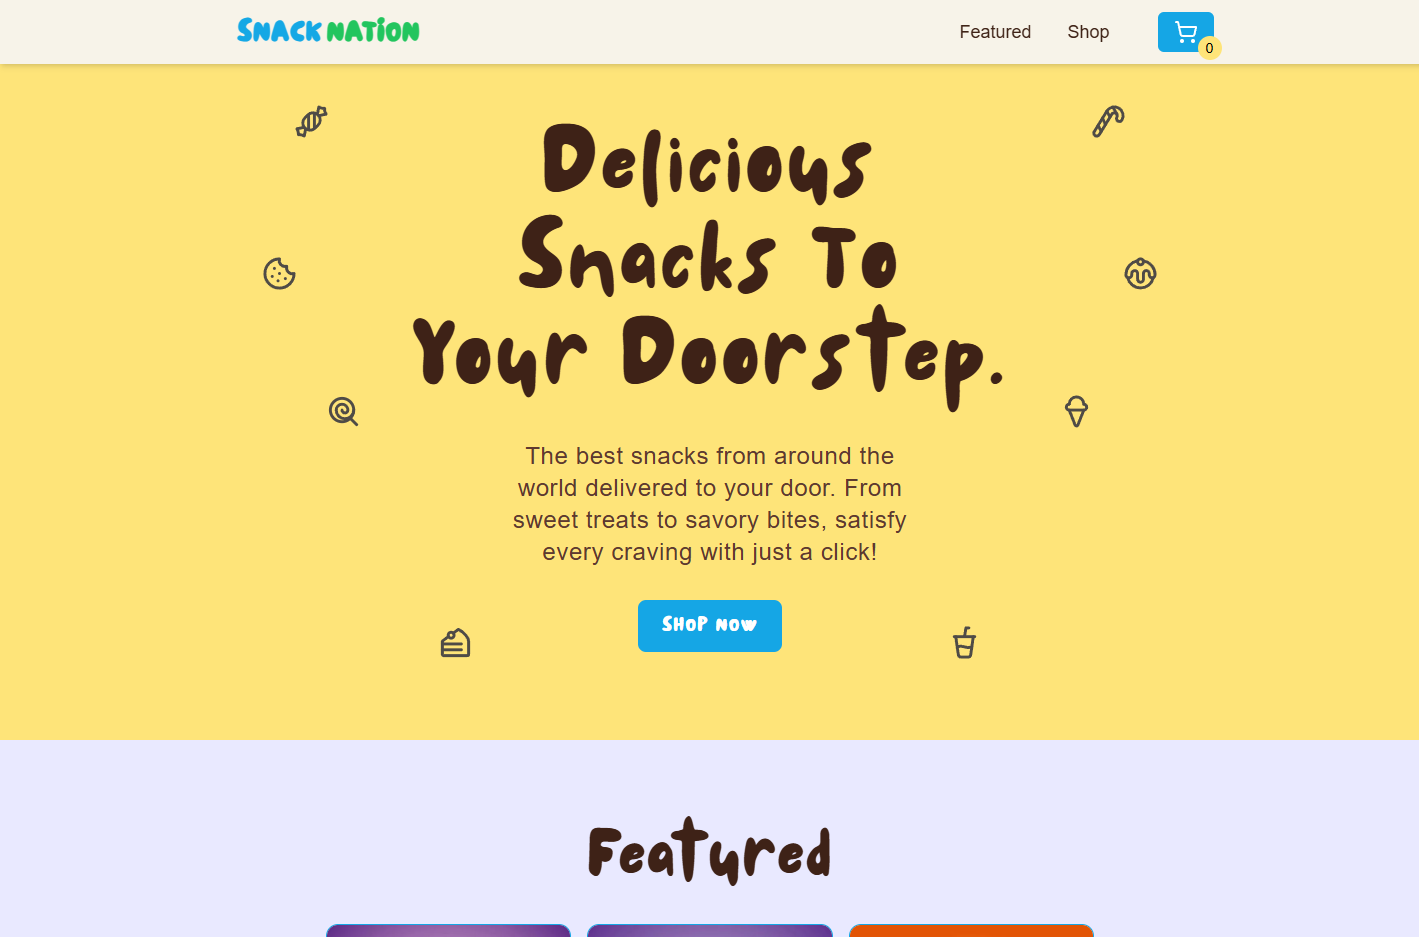 SNACK NATION
Featured
Shop
0
Delicious
Snacks To
Your Doorstep.
The best snacks from around the
world delivered to your door. From
sweet treats to savory bites, satisfy
every craving with just a click!
SHOP NOW
Featured